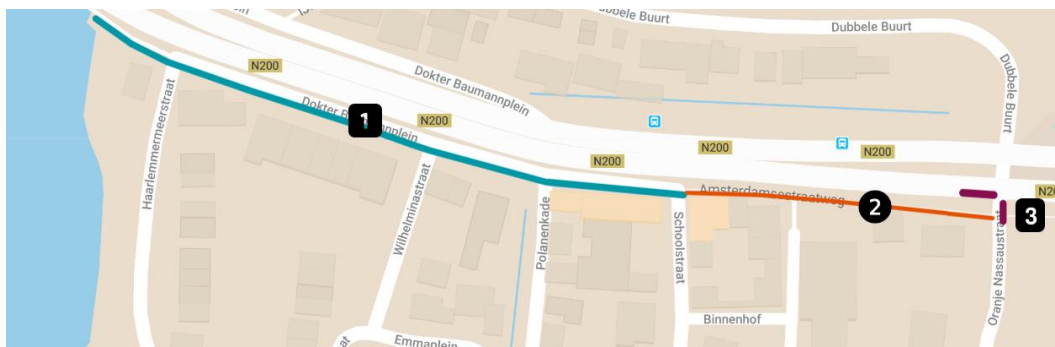 Dubbele Buurt
Dubbele Buurt
N200
Dokter Baumannplein
Dubbele Buurt
Haarlemmermeerstraat
1
N200
N200
N200
N200
Wilhelminastraat
Polanenkade
Schoolstraat
Amsterdamsestraatweg
2
3
Oranje Nassaustraat
Binnenhof
Emmaplein